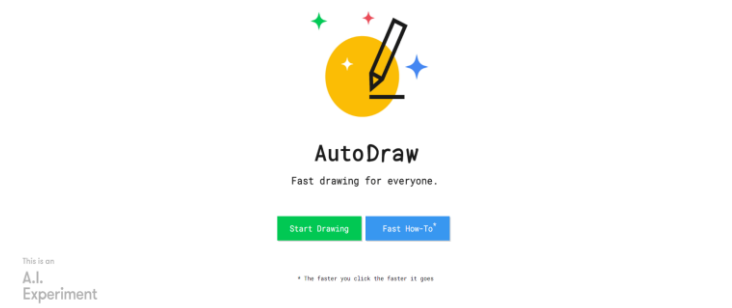 AutoDraw
Fast drawing for everyone.
Start Drawing
Fast How-To*
* The faster you click the faster it goes
This is an
A.I.
Experiment